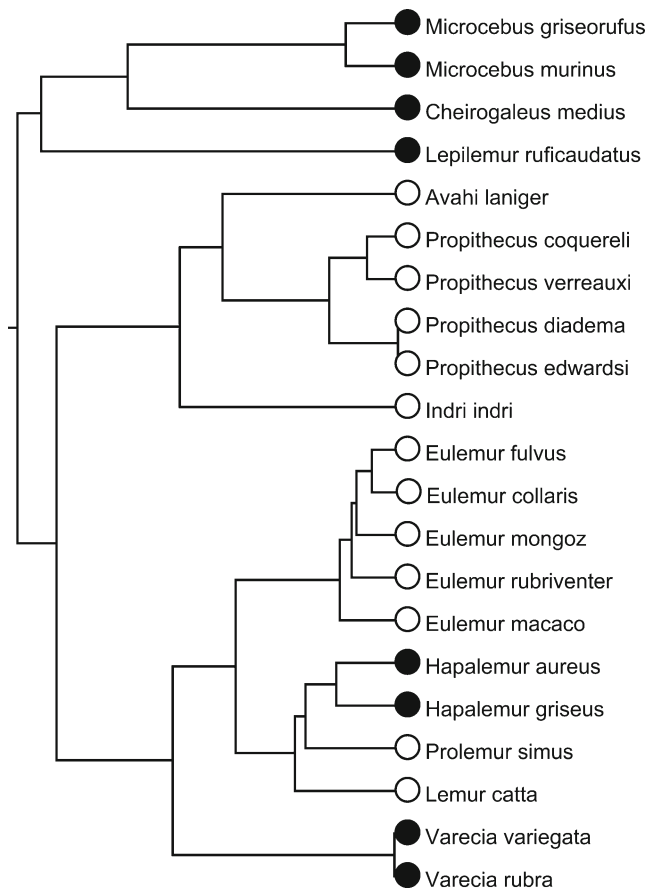 Microcebus griseorufus
Microcebus murinus
Cheirogaleus medius
Lepilemur ruficaudatus
Avahi laniger
Propithecus coquereli
Propithecus verreauxi
Propithecus diadema
Propithecus edwardsi
Indri indri
Eulemur fulvus
Eulemur collaris
Eulemur mongoz
Eulemur rubriventer
Eulemur macaco
Hapalemur aureus
Hapalemur griseus
Prolemur simus
Lemur catta
Varecia variegata
Varecia rubra